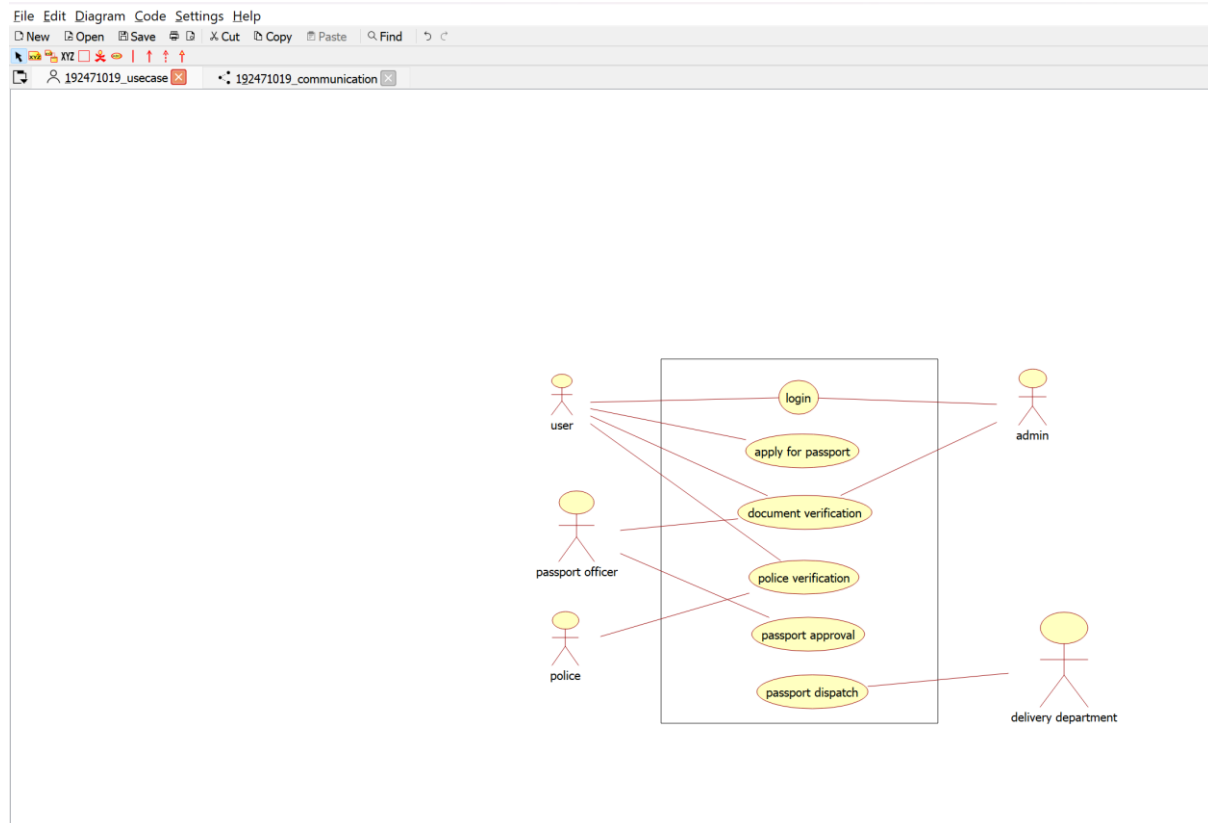 File Edit Diagram Code Settings Help
New Open Save Cut Copy Paste Find
XYZ XYZ
192471019_usecase 192471019_communication
login
user
admin
apply for passport
document verification
passport officer
police verification
passport approval
police
passport dispatch
delivery department